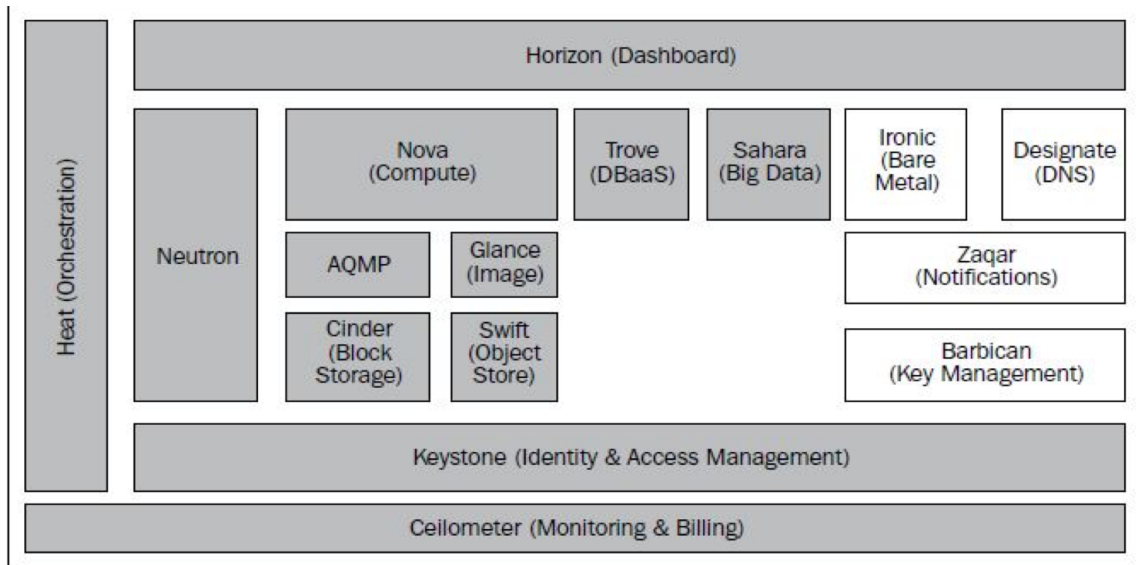 Horizon (Dashboard)
Heat (Orchestration)
Neutron
Nova
(Compute)
Trove
(DBaaS)
Sahara
(Big Data)
Ironic
(Bare
Metal)
Designate
(DNS)
AQMP
Glance
(Image)
Zaqar
(Notifications)
Cinder
(Block
Storage)
Swift
(Object
Store)
Barbican
(Key Management)
Keystone (Identity & Access Management)
Ceilometer (Monitoring & Billing)